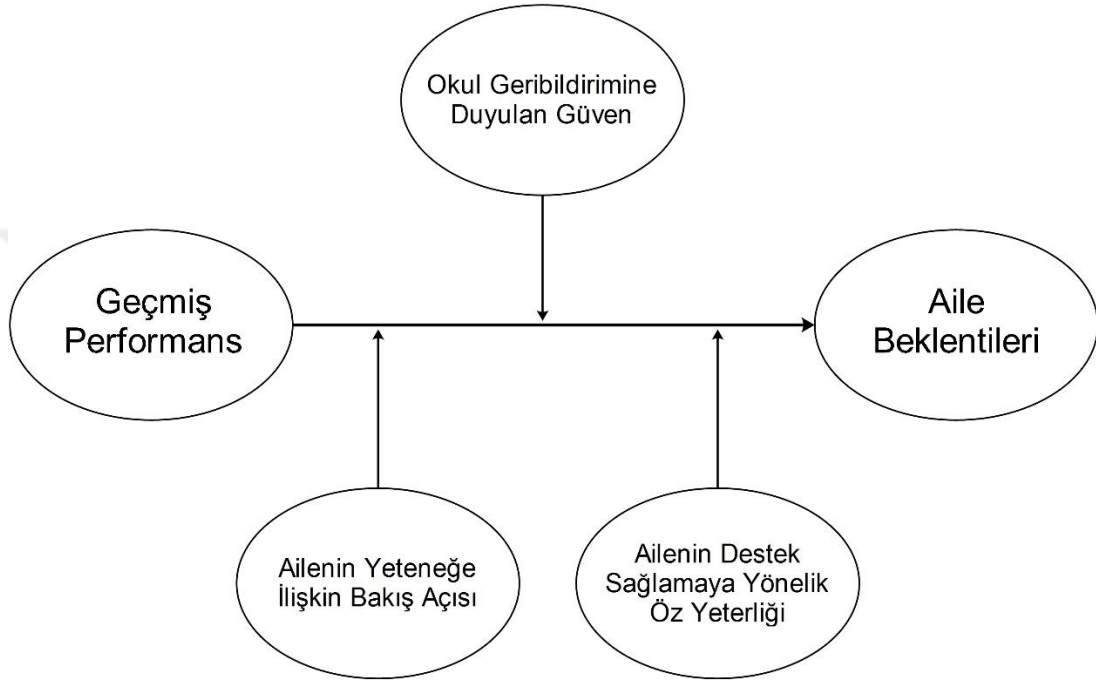 Okul Geribildirimine
Duyulan Güven
Geçmiş
Performans
Aile
Beklentileri
Ailenin Yeteneğe
İlişkin Bakış Açısı
Ailenin Destek
Sağlamaya Yönelik
Öz Yeterliği